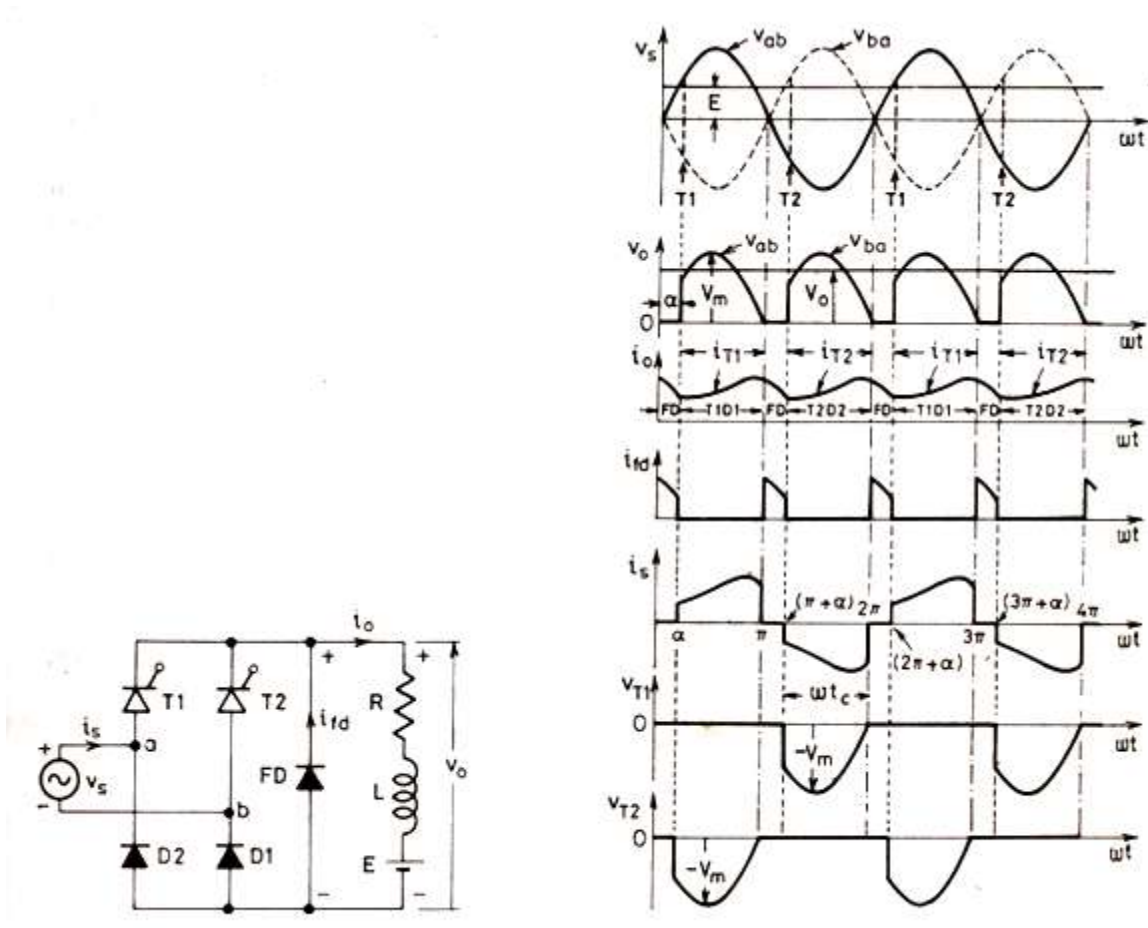 v_s v_ab v_ba
E
ωt
T1 T2 T1 T2
v_o v_ab v_ba
α V_m V_o
0
ωt
i_o i_T1 i_T2 i_T1 i_T2
FD T1D1 FD T2D2 FD T1D1 FD T2D2
ωt
i_fd
ωt
i_s
(π+α) 2π (3π+α) 4π
α π 3π ωt
(2π+α)
v_T1 ωt_c
0
-V_m ωt
v_T2
0
-V_m ωt
i_o
+ +
T1 T2 R
i_s i_fd
+ a
v_s FD L v_o
- b
D2 D1 E
- -